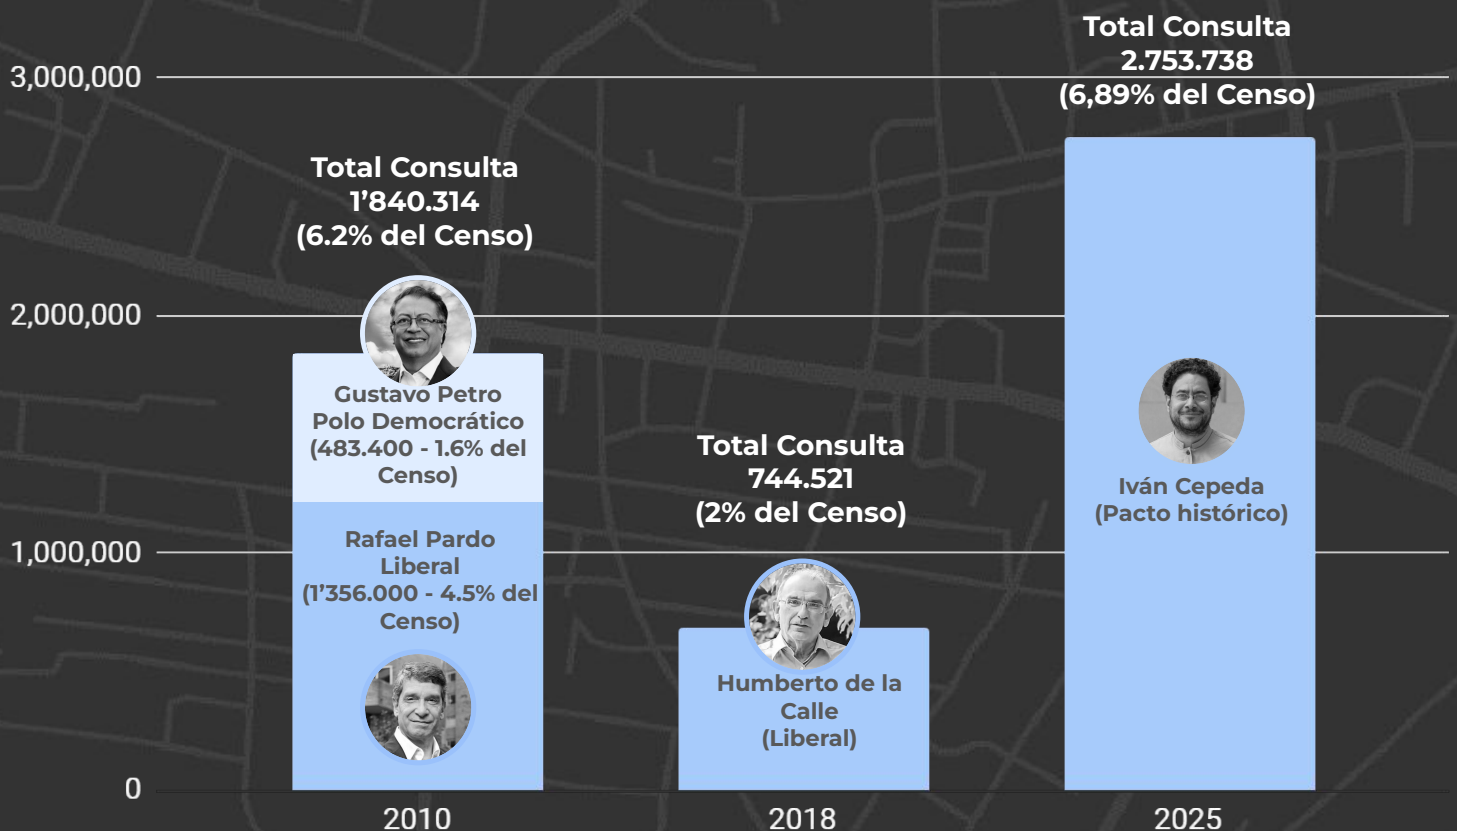 Total Consulta
2.753.738
(6,89% del Censo)
3,000,000
Total Consulta
1’840.314
(6.2% del Censo)
2,000,000
Gustavo Petro
Polo Democrático
(483.400 - 1.6% del
Censo)
Total Consulta
744.521
(2% del Censo)
Iván Cepeda
(Pacto histórico)
1,000,000
Rafael Pardo
Liberal
(1’356.000 - 4.5% del
Censo)
Humberto de la
Calle
(Liberal)
0
2010
2018
2025